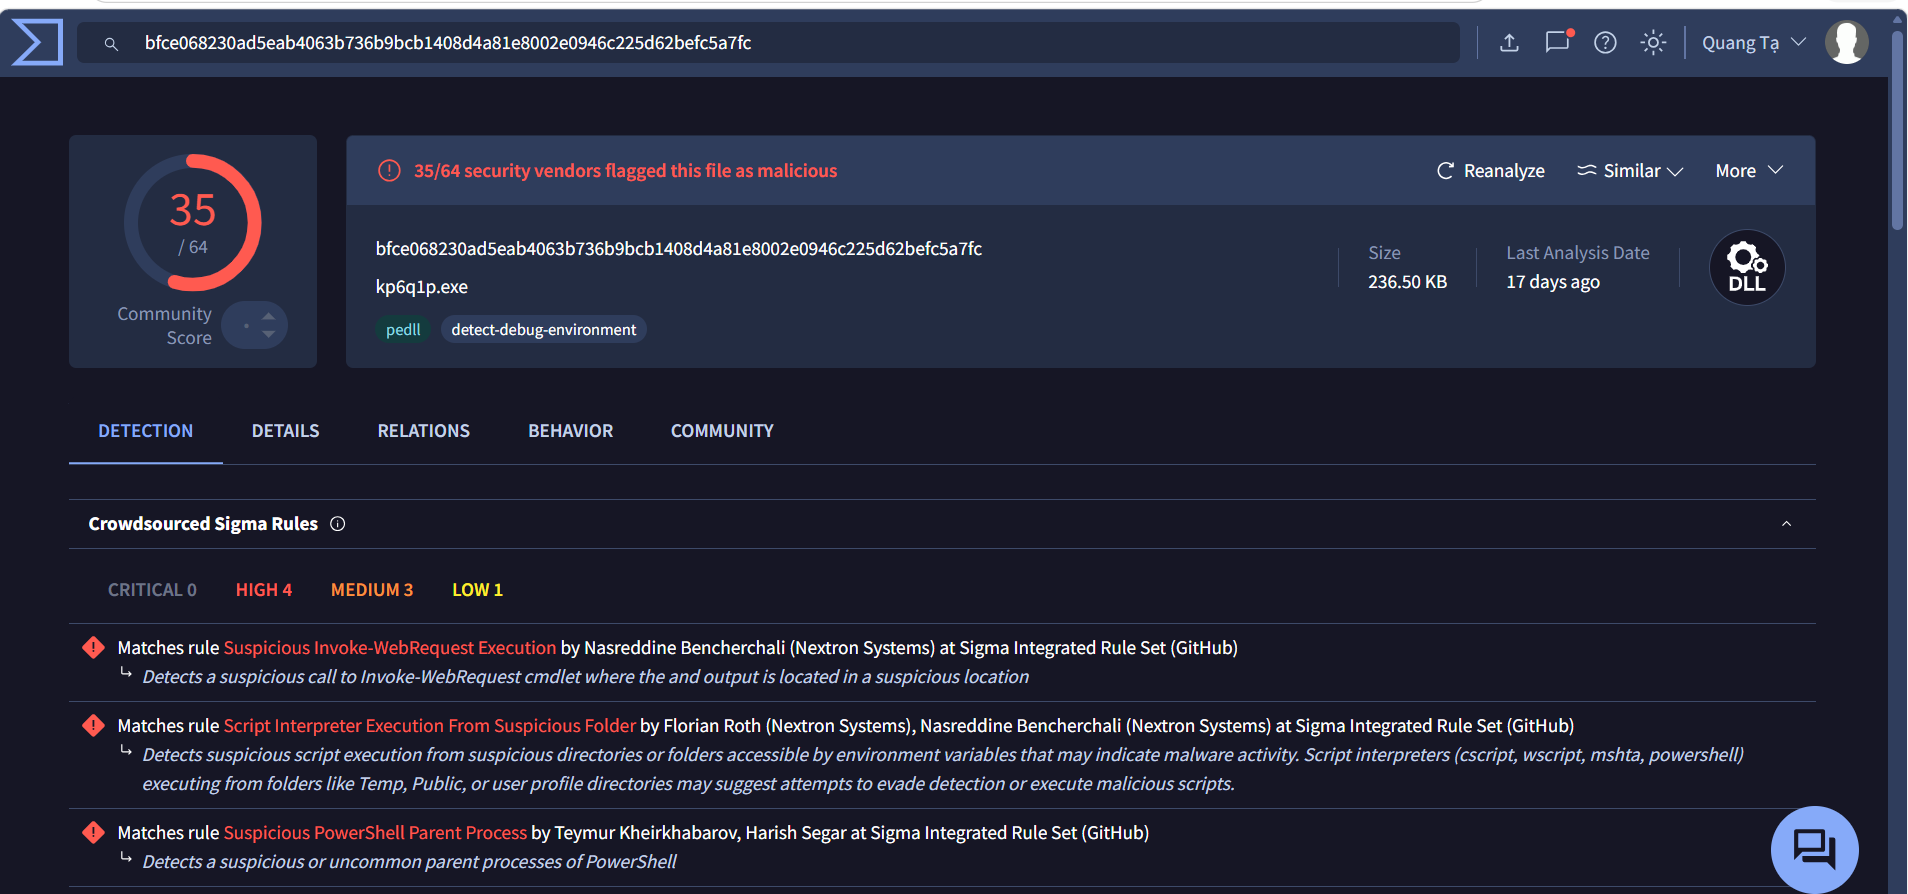 bfce068230ad5eab4063b736b9bcb1408d4a81e8002e0946c225d62befc5a7fc
Quang Tạ
35
/ 64
Community
Score
35/64 security vendors flagged this file as malicious
Reanalyze
Similar
More
bfce068230ad5eab4063b736b9bcb1408d4a81e8002e0946c225d62befc5a7fc
kp6q1p.exe
pedll
detect-debug-environment
Size
236.50 KB
Last Analysis Date
17 days ago
DLL
DETECTION
DETAILS
RELATIONS
BEHAVIOR
COMMUNITY
Crowdsourced Sigma Rules
CRITICAL 0
HIGH 4
MEDIUM 3
LOW 1
Matches rule Suspicious Invoke-WebRequest Execution by Nasreddine Bencherchali (Nextron Systems) at Sigma Integrated Rule Set (GitHub)
Detects a suspicious call to Invoke-WebRequest cmdlet where the and output is located in a suspicious location
Matches rule Script Interpreter Execution From Suspicious Folder by Florian Roth (Nextron Systems), Nasreddine Bencherchali (Nextron Systems) at Sigma Integrated Rule Set (GitHub)
Detects suspicious script execution from suspicious directories or folders accessible by environment variables that may indicate malware activity. Script interpreters (cscript, wscript, mshta, powershell)
executing from folders like Temp, Public, or user profile directories may suggest attempts to evade detection or execute malicious scripts.
Matches rule Suspicious PowerShell Parent Process by Teymur Kheirkhabarov, Harish Segar at Sigma Integrated Rule Set (GitHub)
Detects a suspicious or uncommon parent processes of PowerShell